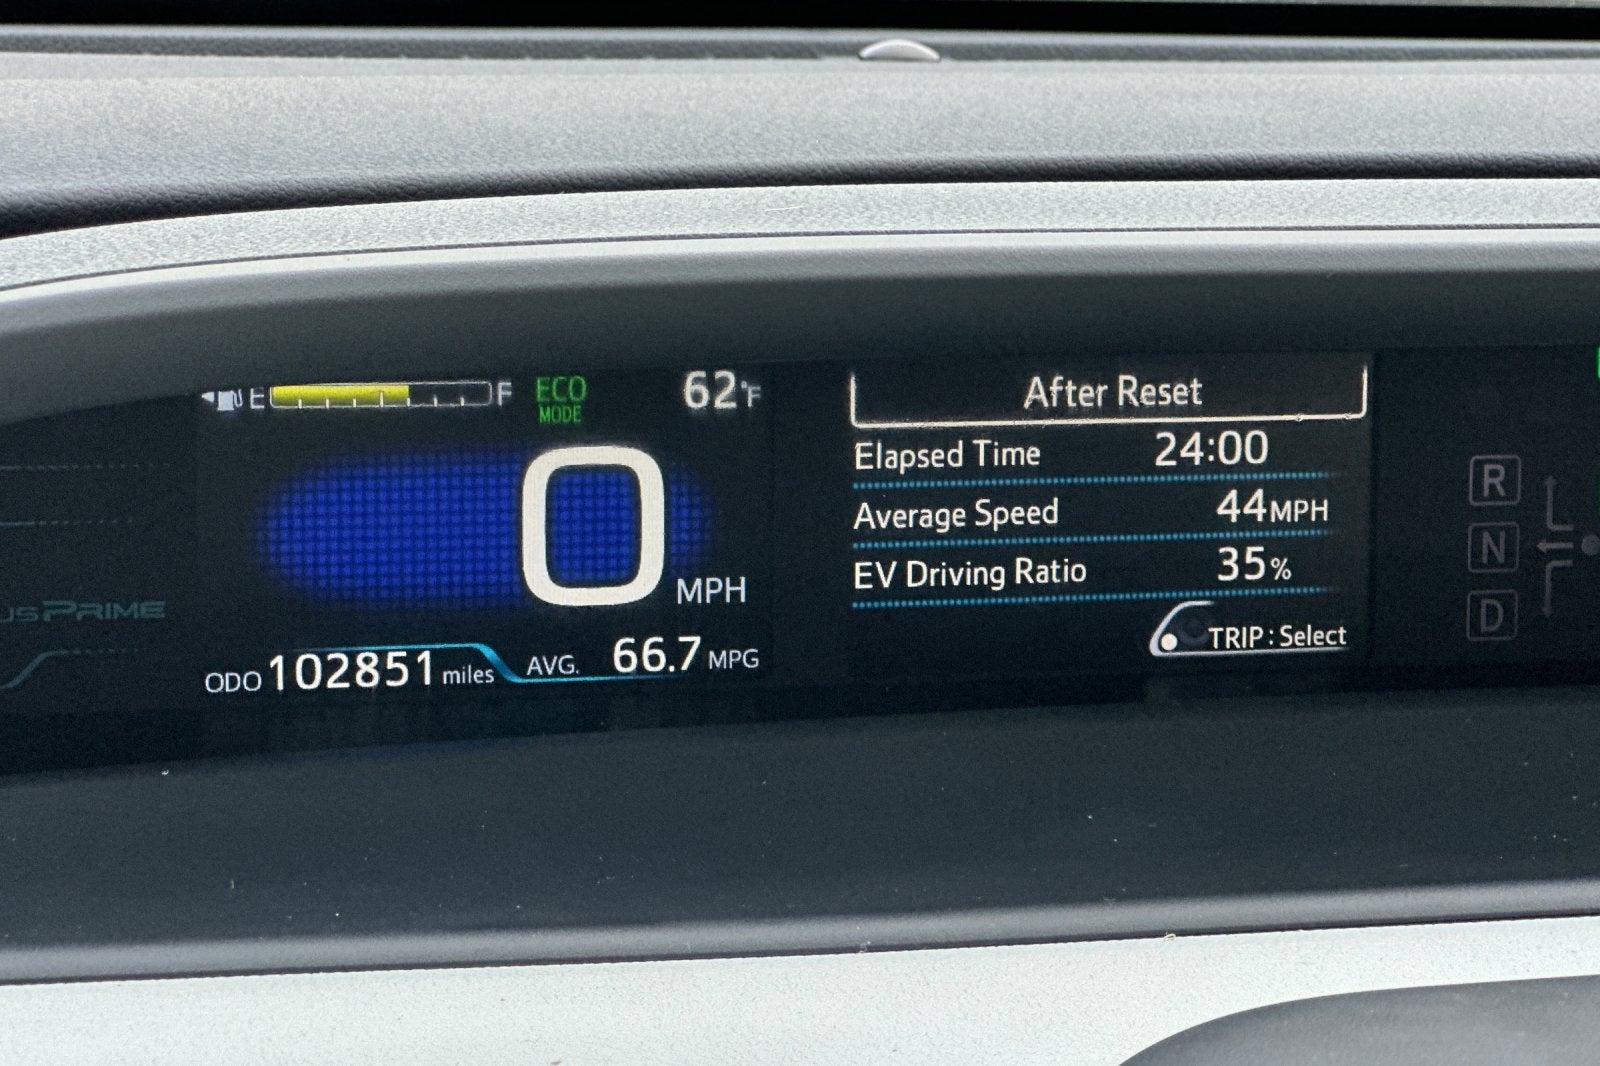 E F ECO MODE 62°F
0 MPH
PRIME
ODO 102851 miles AVG. 66.7 MPG
After Reset
Elapsed Time 24:00
Average Speed 44 MPH
EV Driving Ratio 35%
TRIP : Select
R
N
D